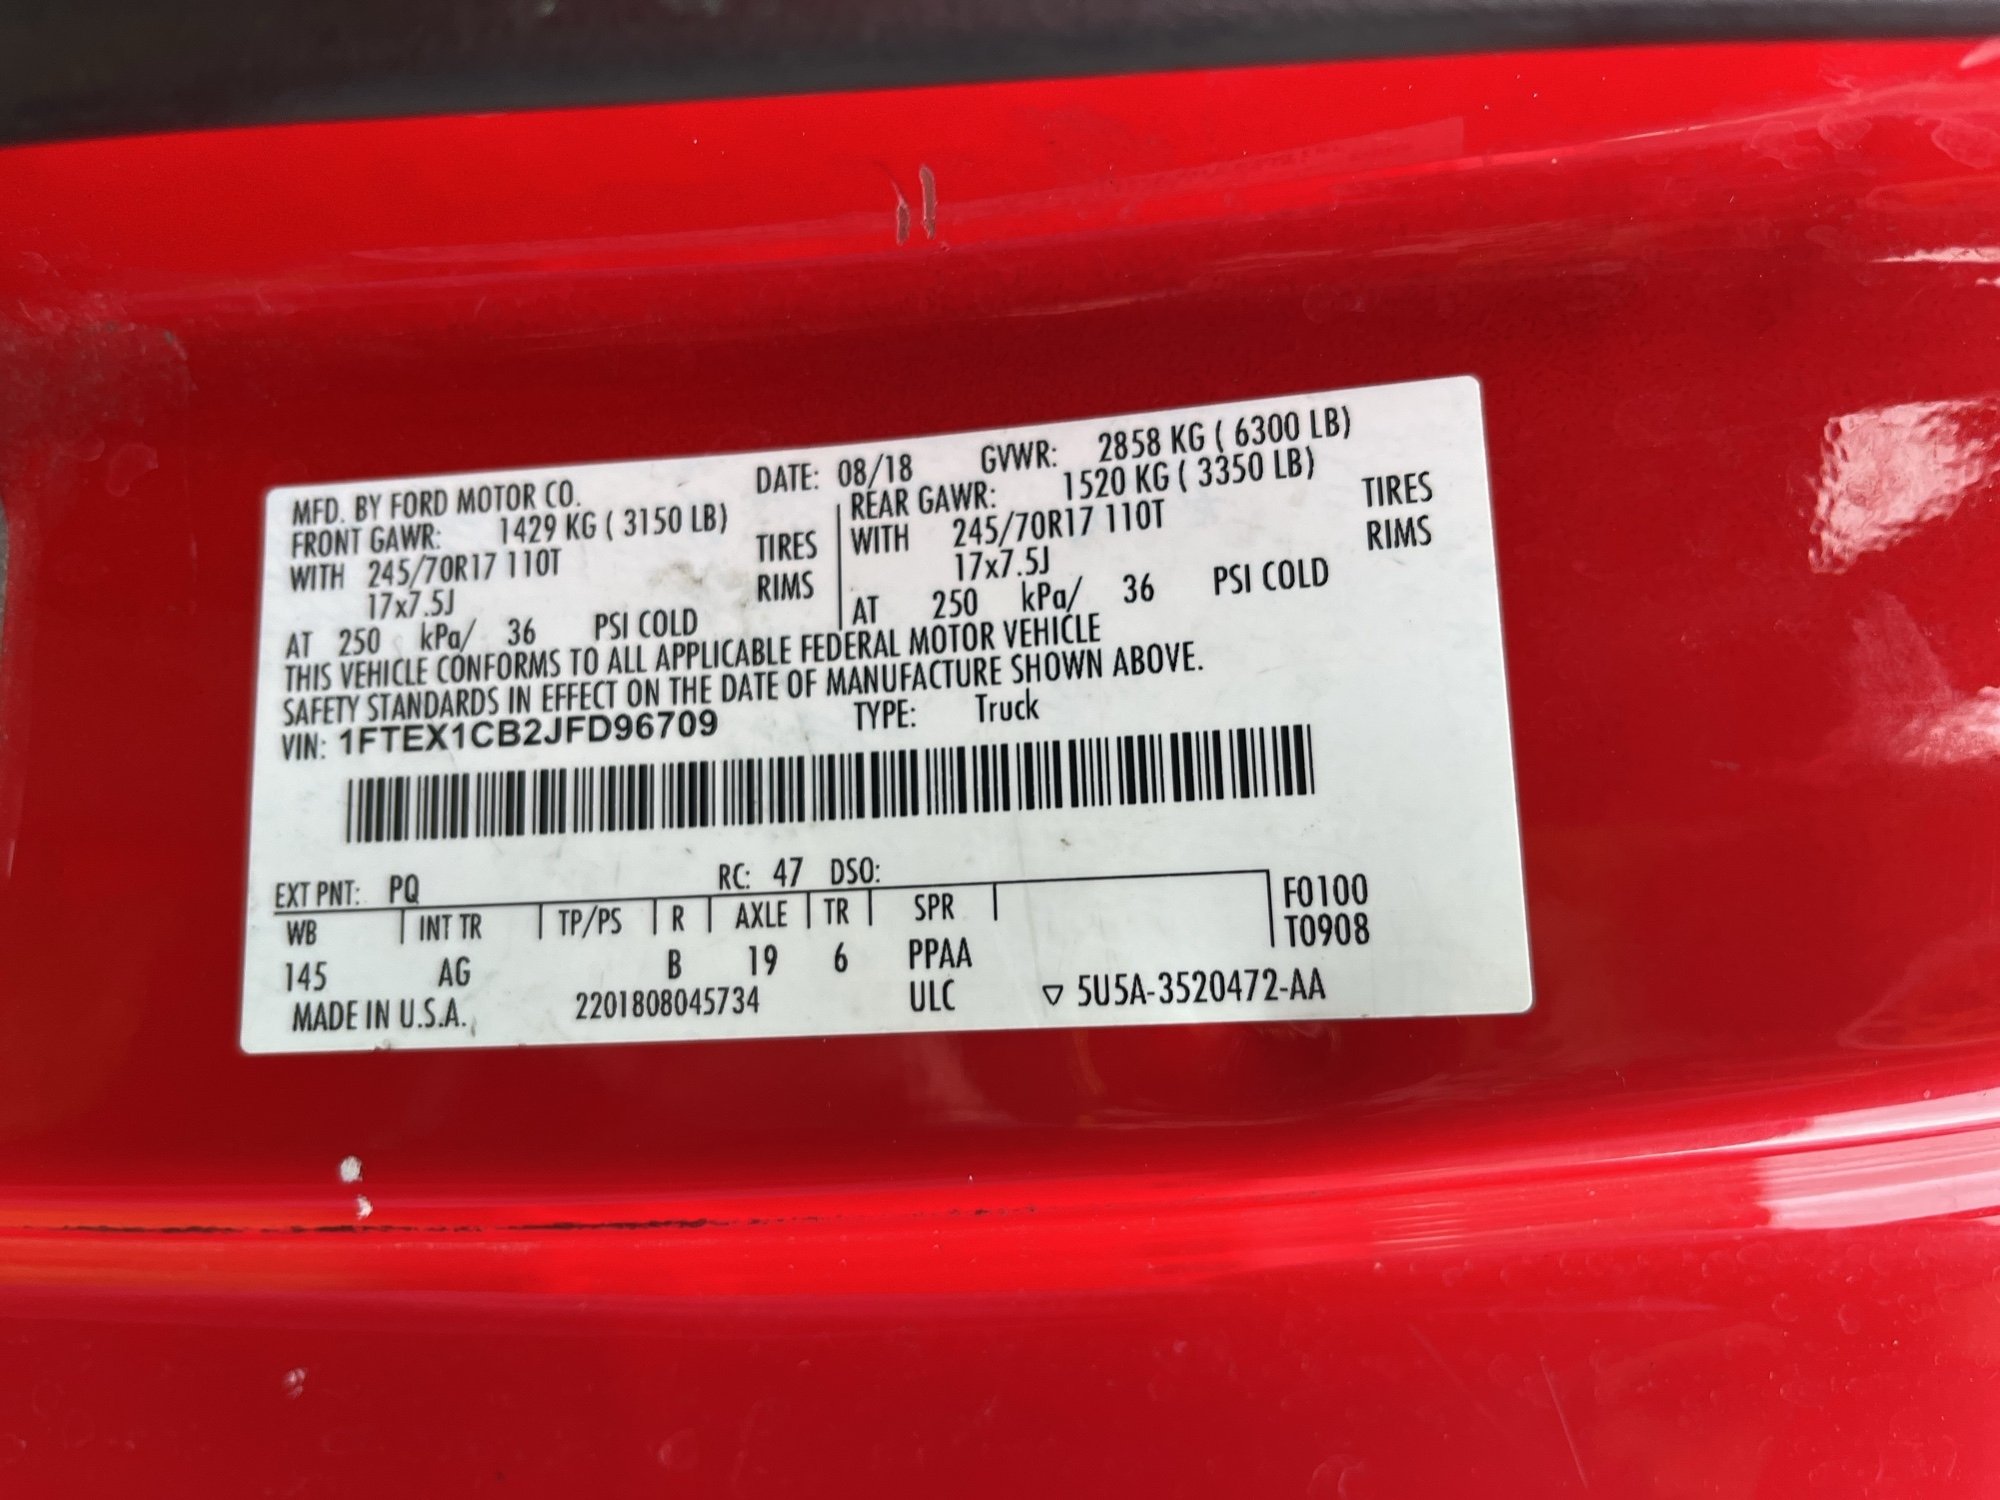 MFD. BY FORD MOTOR CO. DATE: 08/18 GVWR: 2858 KG ( 6300 LB)
FRONT GAWR: 1429 KG ( 3150 LB) REAR GAWR: 1520 KG ( 3350 LB)
WITH 245/70R17 110T TIRES WITH 245/70R17 110T TIRES
17x7.5J RIMS 17x7.5J RIMS
AT 250 kPa/ 36 PSI COLD AT 250 kPa/ 36 PSI COLD
THIS VEHICLE CONFORMS TO ALL APPLICABLE FEDERAL MOTOR VEHICLE
SAFETY STANDARDS IN EFFECT ON THE DATE OF MANUFACTURE SHOWN ABOVE.
VIN: 1FTEX1CB2JFD96709 TYPE: Truck
EXT PNT: PQ RC: 47 DSO:
WB INT TR TP/PS R AXLE TR SPR F0100
T0908
145 AG B 19 6 PPAA
MADE IN U.S.A. 2201808045734 ULC ▽ 5U5A-3520472-AA